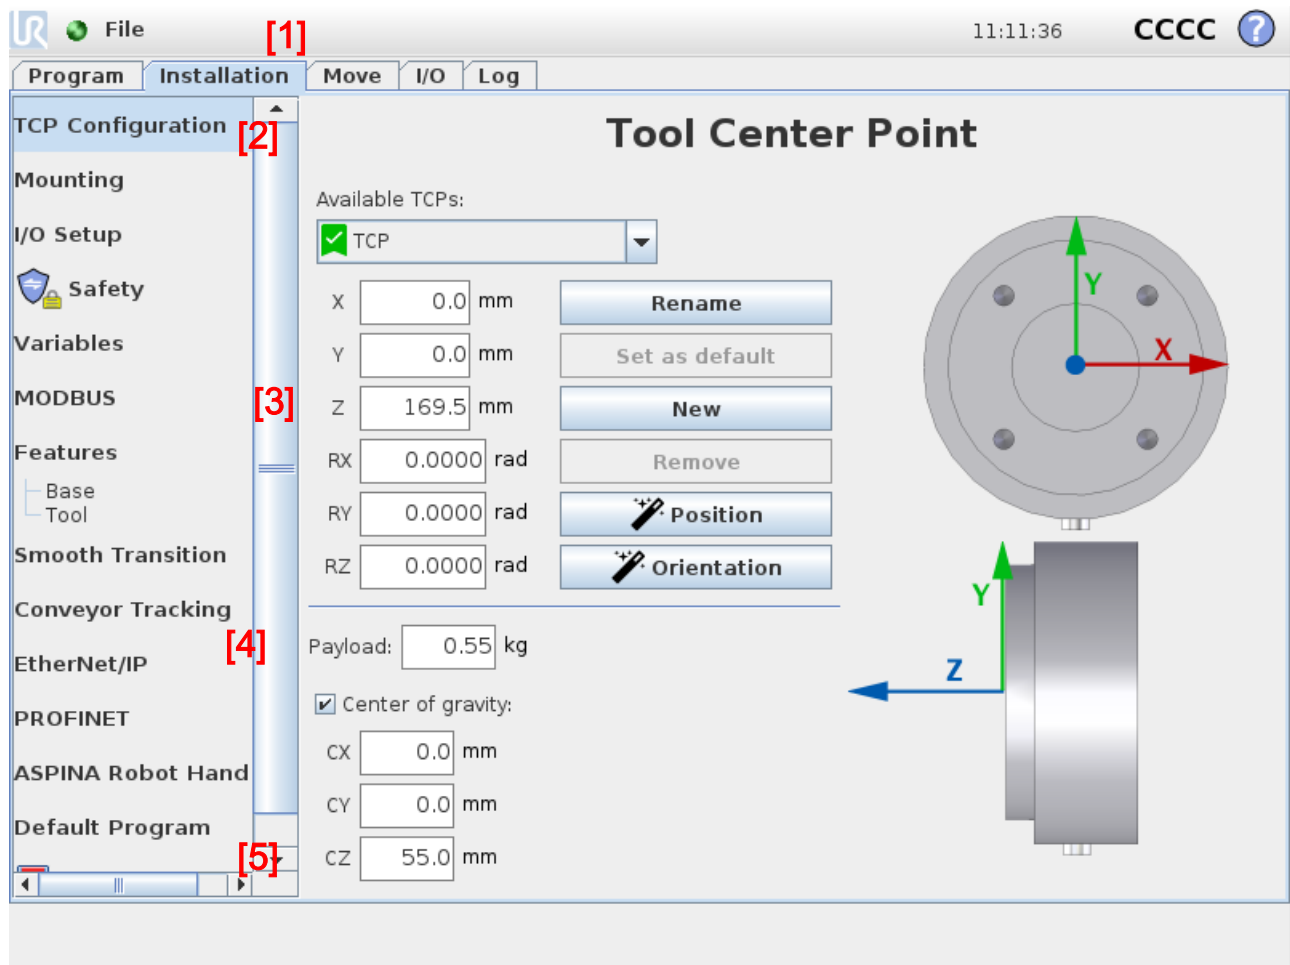 UR File 11:11:36 CCCC ?
[1]
Program Installation Move I/O Log
TCP Configuration
[2]
Mounting
I/O Setup
Safety
Variables
MODBUS
[3]
Features
Base
Tool
Smooth Transition
Conveyor Tracking
[4]
EtherNet/IP
PROFINET
ASPINA Robot Hand
Default Program
[5]
Tool Center Point
Available TCPs:
TCP
X 0.0 mm Rename
Y 0.0 mm Set as default
Z 169.5 mm New
RX 0.0000 rad Remove
RY 0.0000 rad Position
RZ 0.0000 rad Orientation
Payload: 0.55 kg
Center of gravity:
CX 0.0 mm
CY 0.0 mm
CZ 55.0 mm
Y
X
Y
Z